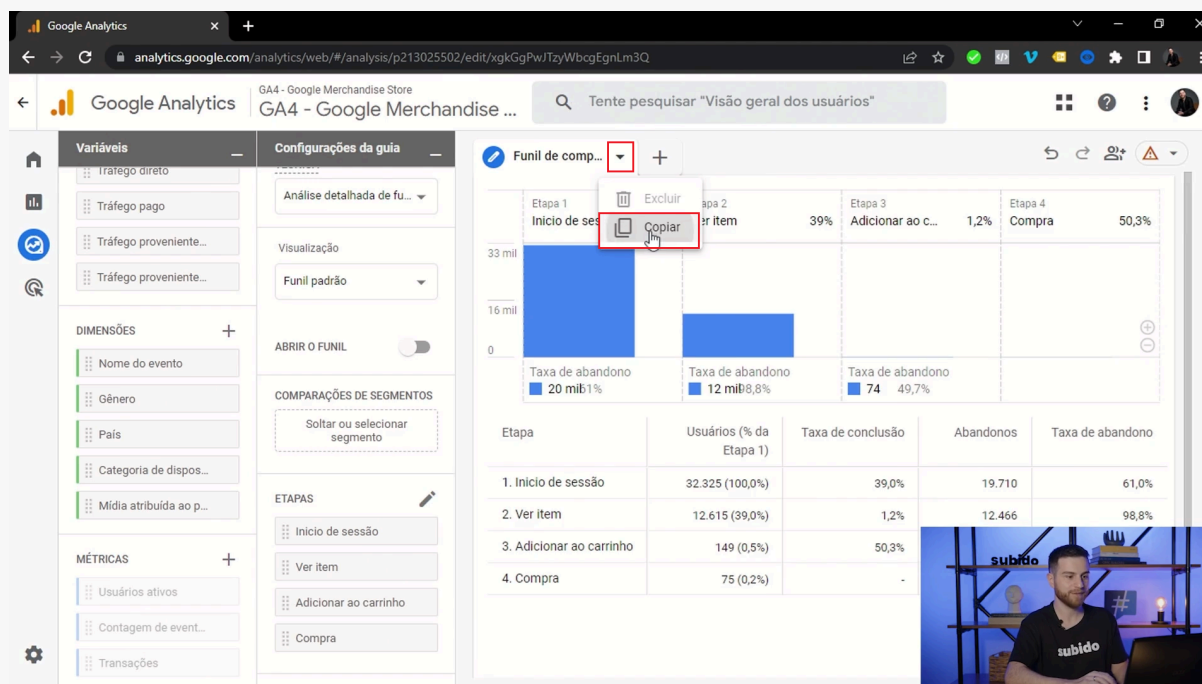 Google Analytics
analytics.google.com/analytics/web/#/analysis/p213025502/edit/xgkGgPwJTzyWbcgEgnLm3Q
Google Analytics
GA4 - Google Merchandise Store
GA4 - Google Merchandise ...
Tente pesquisar "Visão geral dos usuários"
Variáveis
Tráfego direto
Tráfego pago
Tráfego proveniente...
Tráfego proveniente...
DIMENSÕES
Nome do evento
Gênero
País
Categoria de dispos...
Mídia atribuída ao p...
MÉTRICAS
Usuários ativos
Contagem de event...
Transações
Configurações da guia
Análise detalhada de fu...
Visualização
Funil padrão
ABRIR O FUNIL
COMPARAÇÕES DE SEGMENTOS
Soltar ou selecionar
segmento
ETAPAS
Inicio de sessão
Ver item
Adicionar ao carrinho
Compra
Funil de comp...
Excluir
Copiar
Etapa 1
Inicio de ses
apa 2
er item 39%
Etapa 3
Adicionar ao c... 1,2%
Etapa 4
Compra 50,3%
33 mil
16 mil
0
Taxa de abandono
20 mil 61%
Taxa de abandono
12 mil 98,8%
Taxa de abandono
74 49,7%
Etapa Usuários (% da Etapa 1) Taxa de conclusão Abandonos Taxa de abandono
1. Inicio de sessão 32.325 (100,0%) 39,0% 19.710 61,0%
2. Ver item 12.615 (39,0%) 1,2% 12.466 98,8%
3. Adicionar ao carrinho 149 (0,5%) 50,3%
4. Compra 75 (0,2%) -
subido
#
subido